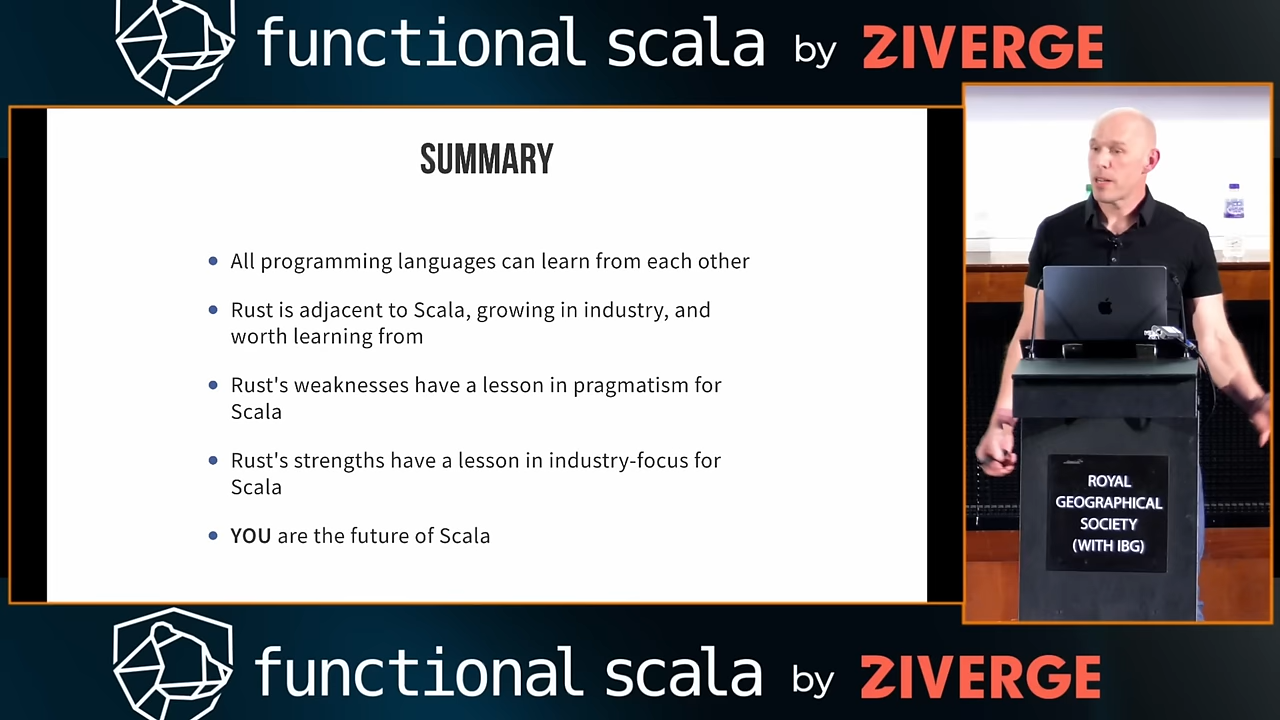 functional scala by ZIVERGE
SUMMARY
All programming languages can learn from each other
Rust is adjacent to Scala, growing in industry, and
worth learning from
Rust's weaknesses have a lesson in pragmatism for
Scala
Rust's strengths have a lesson in industry-focus for
Scala
YOU are the future of Scala
ROYAL
GEOGRAPHICAL
SOCIETY
(WITH IBG)
functional scala by ZIVERGE